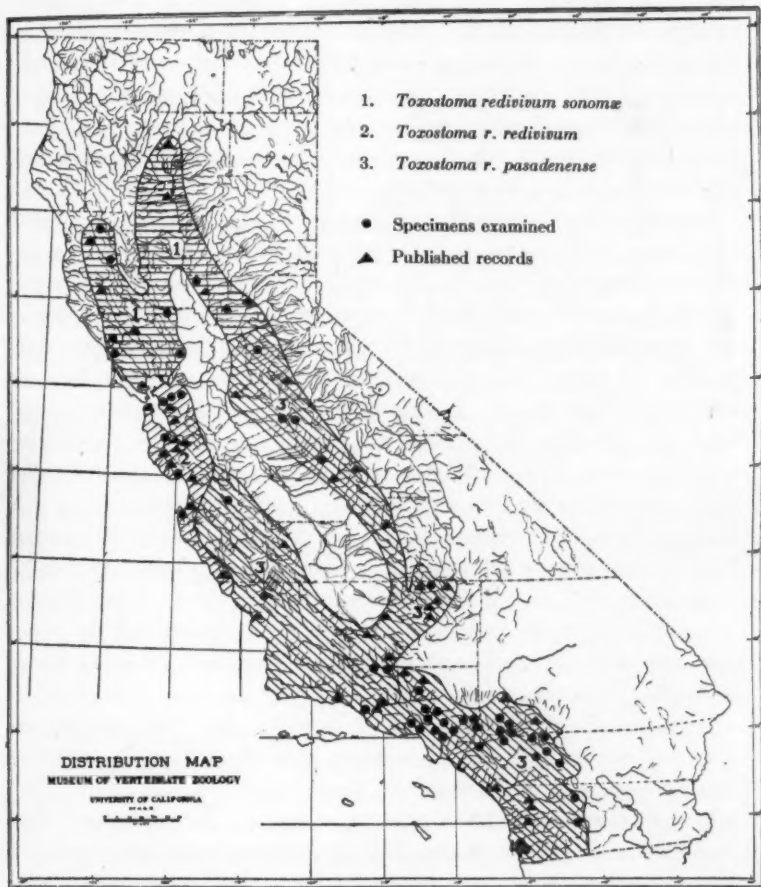 1. Toxostoma redivivum sonomæ
2. Toxostoma r. redivivum
3. Toxostoma r. pasadenense
Specimens examined
Published records
1
1
3
3
3
3
DISTRIBUTION MAP
MUSEUM OF VERTEBRATE ZOOLOGY
UNIVERSITY OF CALIFORNIA